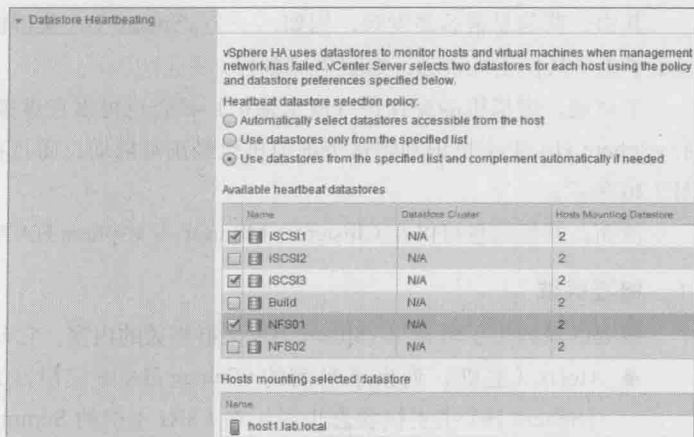 Datastore Heartbeating
vSphere HA uses datastores to monitor hosts and virtual machines when management
network has failed. vCenter Server selects two datastores for each host using the policy
and datastore preferences specified below.
Heartbeat datastore selection policy:
Automatically select datastores accessible from the host
Use datastores only from the specified list
Use datastores from the specified list and complement automatically if needed
Available heartbeat datastores
Name Datastore Cluster Hosts Mounting Datastore
iSCSI1 N/A 2
iSCSI2 N/A 2
iSCSI3 N/A 2
Build N/A 2
NFS01 N/A 2
NFS02 N/A 2
Hosts mounting selected datastore
Name
host1.lab.local